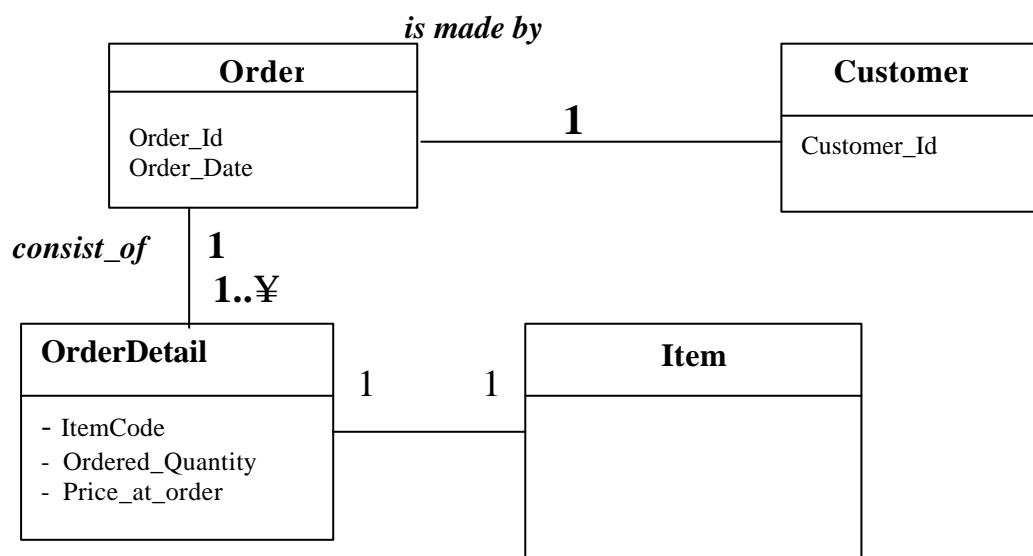 is made by
Order
Customer
Order_Id
Order_Date
1
Customer_Id
consist_of
1
1..¥
OrderDetail
Item
1
1
- ItemCode
- Ordered_Quantity
- Price_at_order